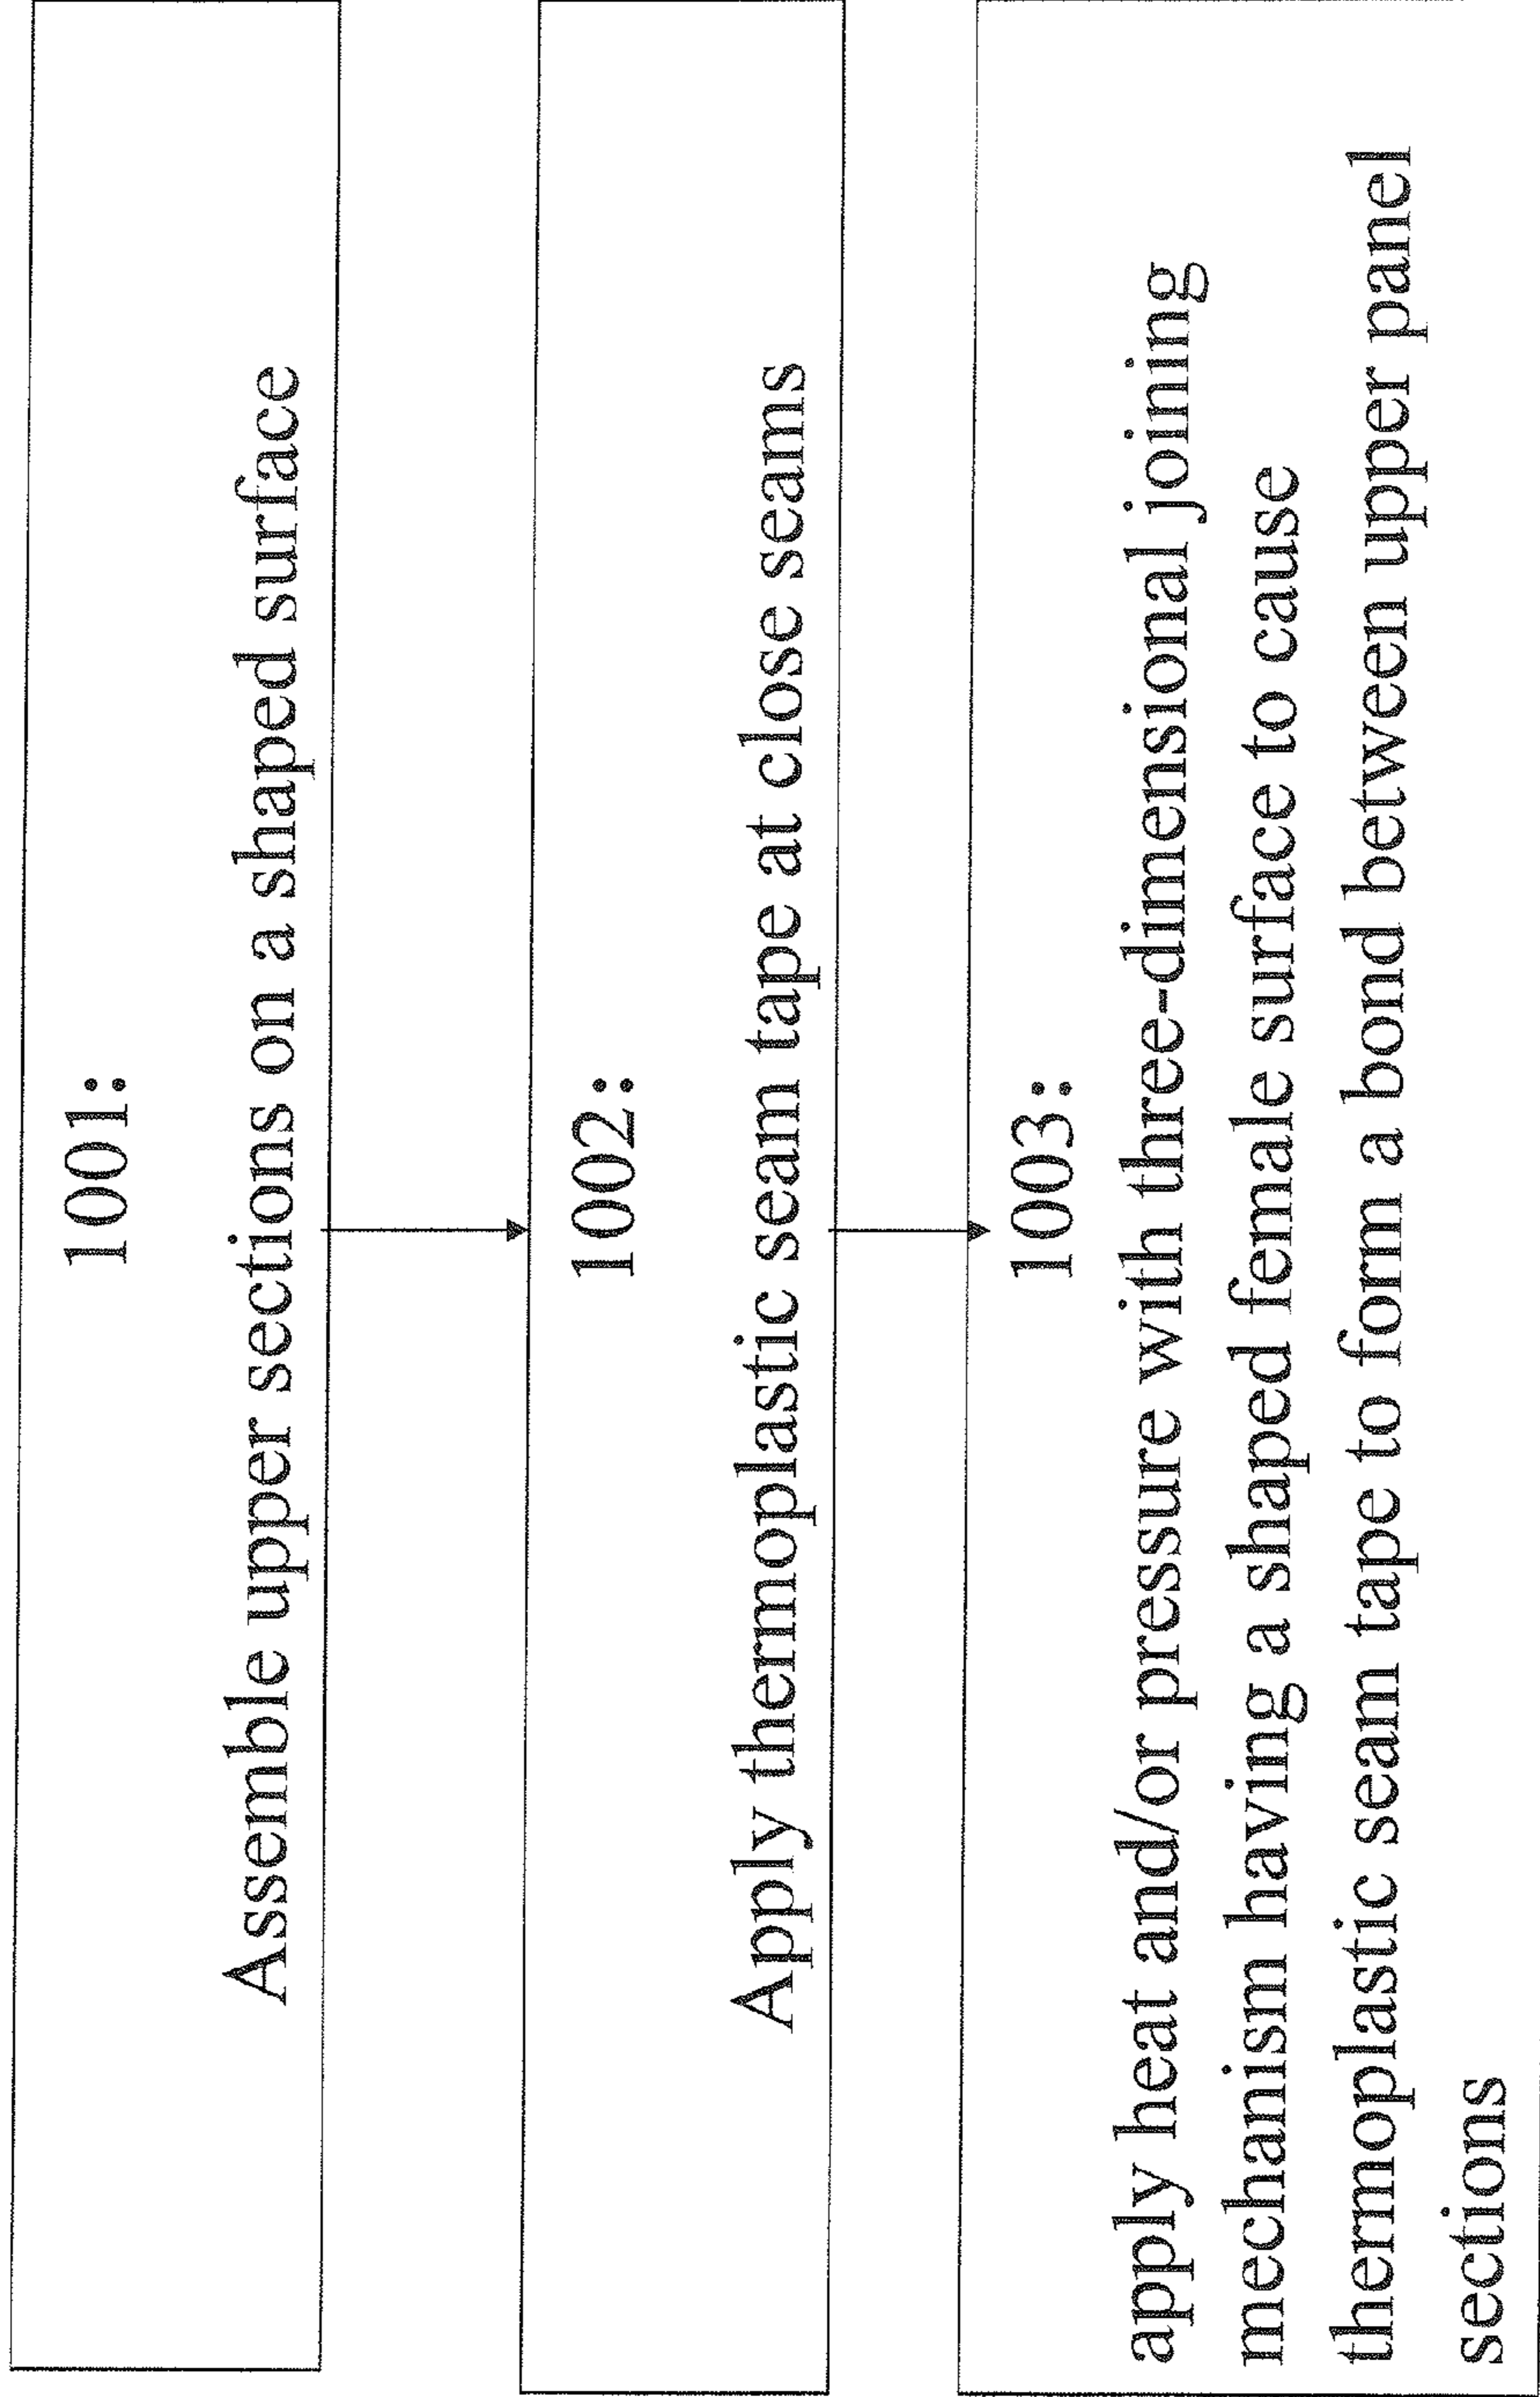 1001:
Assemble upper sections on a shaped surface
1002:
Apply thermoplastic seam tape at close seams
1003:
apply heat and/or pressure with three-dimensional joining
mechanism having a shaped female surface to cause
thermoplastic seam tape to form a bond between upper panel
sections